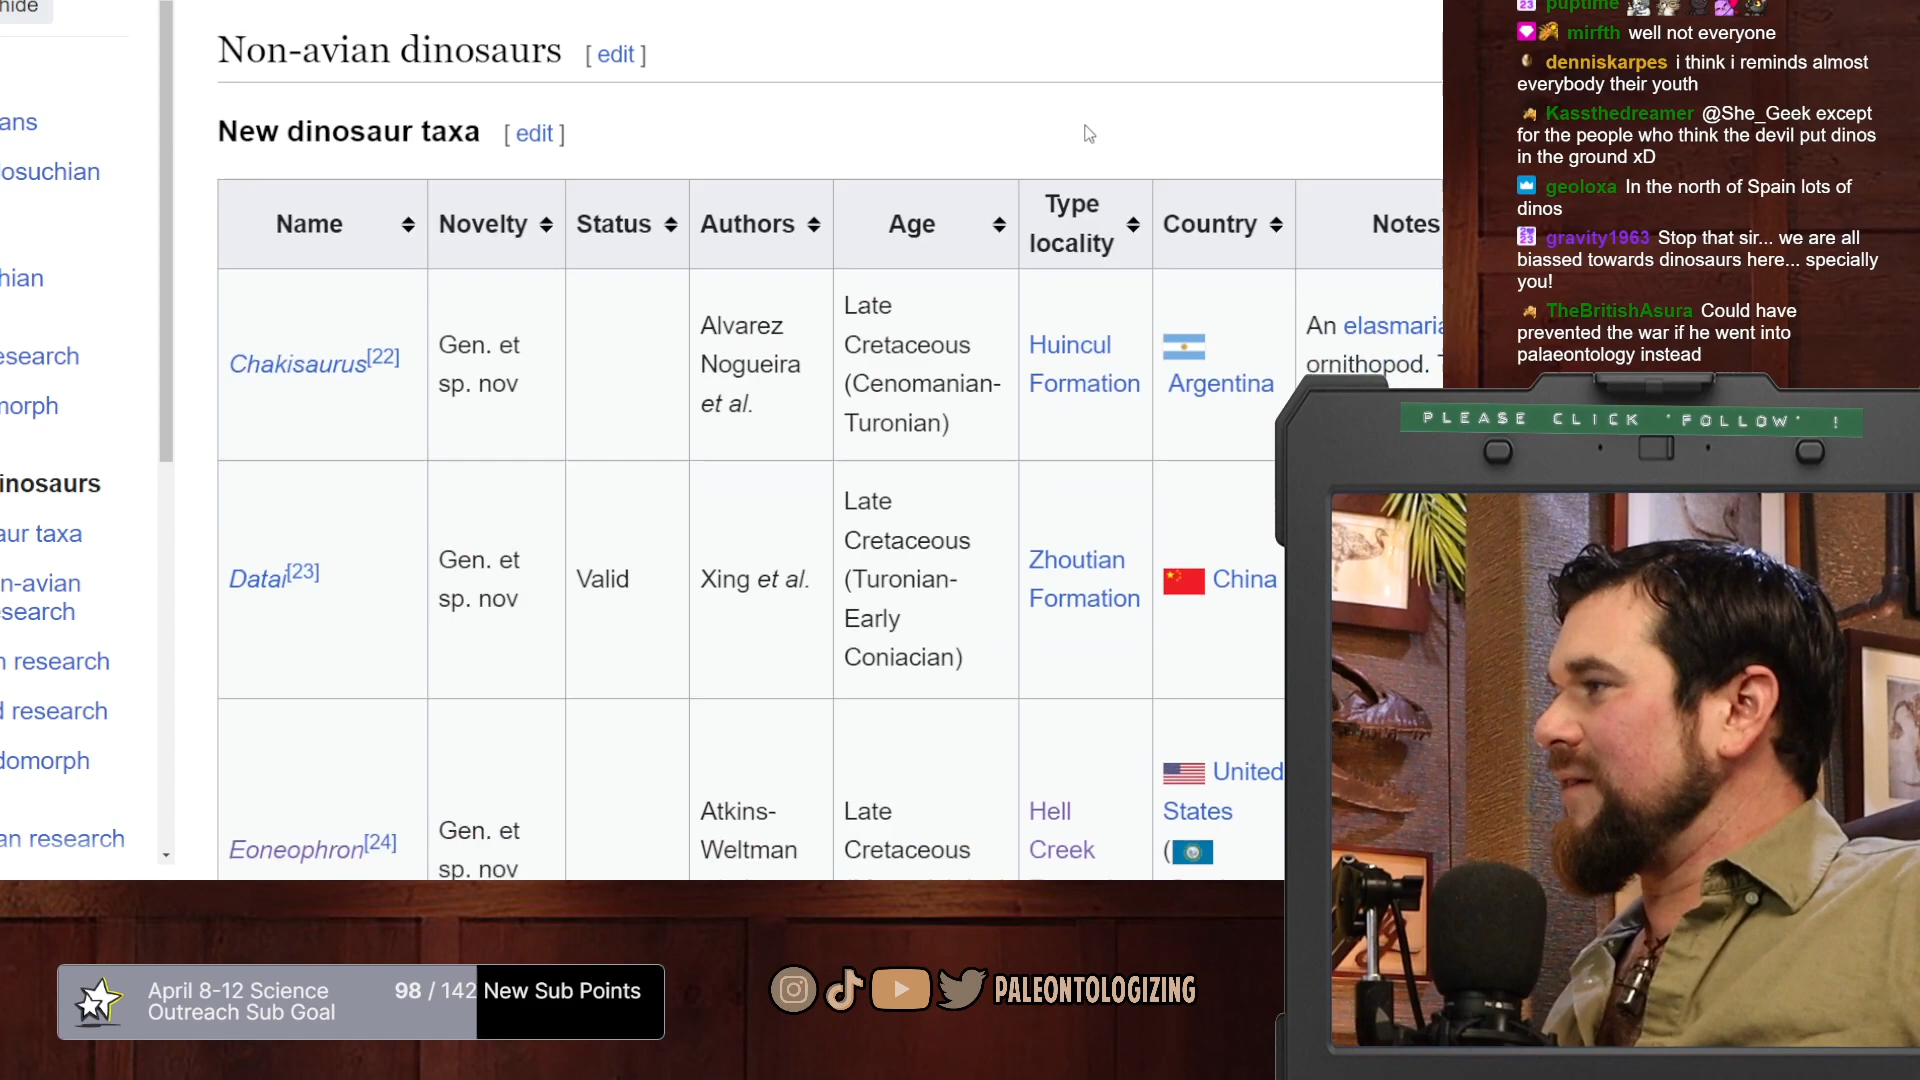 hide
ans
losuchian
hian
esearch
morph
inosaurs
aur taxa
n-avian
search
n research
d research
domorph
an research
Non-avian dinosaurs [ edit ]
New dinosaur taxa [ edit ]
Name Novelty Status Authors Age Type locality Country Notes
Chakisaurus[22]
Gen. et
sp. nov
Alvarez
Nogueira
et al.
Late
Cretaceous
(Cenomanian-
Turonian)
Huincul
Formation
Argentina
An elasmaria
ornithopod.
Datai[23]
Gen. et
sp. nov
Valid
Xing et al.
Late
Cretaceous
(Turonian-
Early
Coniacian)
Zhoutian
Formation
China
Eoneophron[24]
Gen. et
sp. nov
Atkins-
Weltman
Late
Cretaceous
Hell
Creek
United
States
(
puptime
mirfth well not everyone
denniskarpes i think i reminds almost
everybody their youth
Kassthedreamer @She_Geek except
for the people who think the devil put dinos
in the ground xD
geoloxa In the north of Spain lots of
dinos
gravity1963 Stop that sir... we are all
biassed towards dinosaurs here... specially
you!
TheBritishAsura Could have
prevented the war if he went into
palaeontology instead
PLEASE CLICK 'FOLLOW' !
April 8-12 Science
Outreach Sub Goal
98 / 142 New Sub Points
PALEONTOLOGIZING